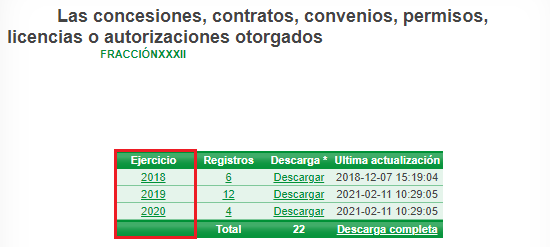 Las concesiones, contratos, convenios, permisos,
licencias o autorizaciones otorgados
FRACCIÓNXXXII
Ejercicio Registros Descarga * Ultima actualización
2018 6 Descargar 2018-12-07 15:19:04
2019 12 Descargar 2021-02-11 10:29:05
2020 4 Descargar 2021-02-11 10:29:05
Total 22 Descarga completa